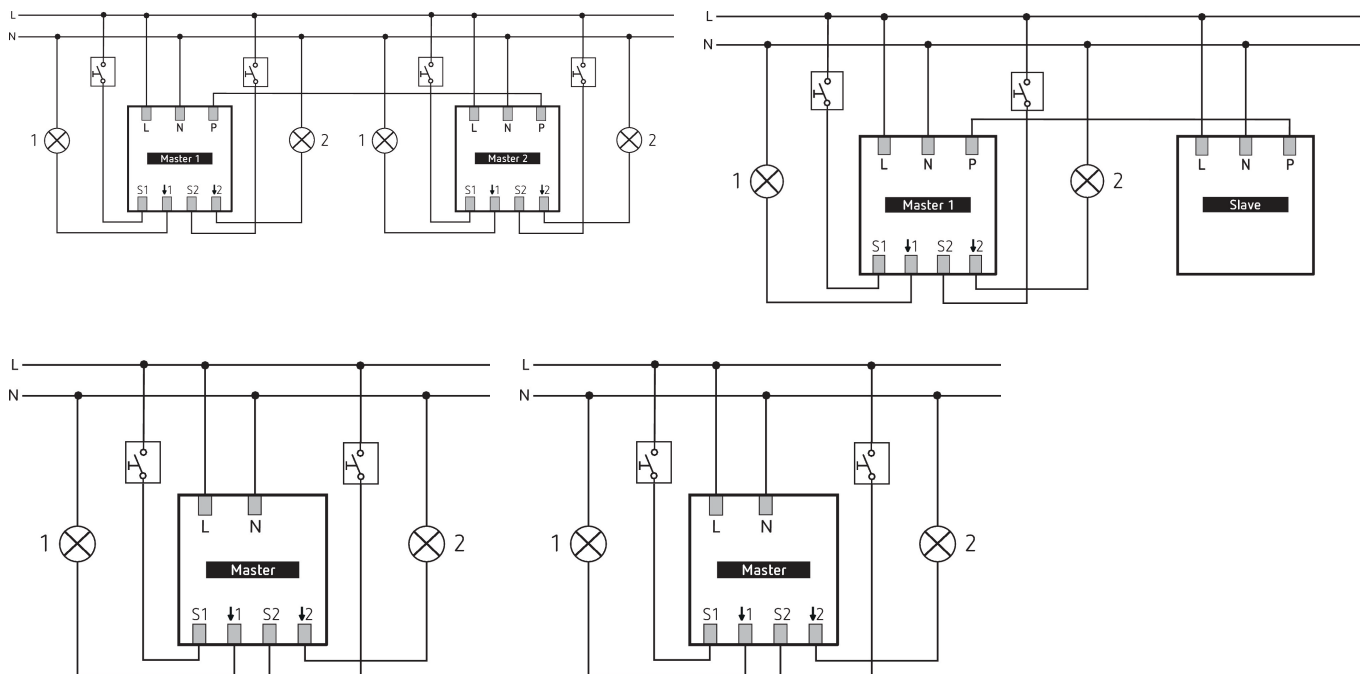 L
N
L N P L N P
1 2 1 2
Master 1 Master 2
S1 ↓1 S2 ↓2 S1 ↓1 S2 ↓2
L
N
L N P L N P
1 2
Master 1 Slave
S1 ↓1 S2 ↓2
L
N
L N
1 2
Master
S1 ↓1 S2 ↓2
L
N
L N
1 2
Master
S1 ↓1 S2 ↓2